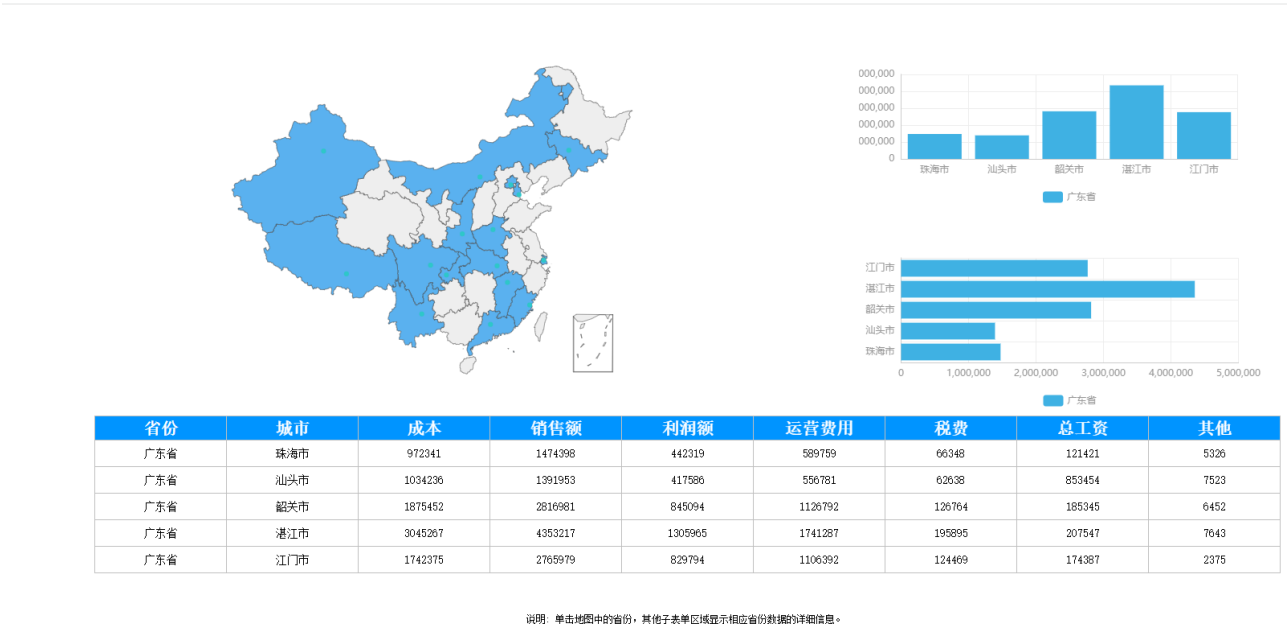 000,000
000,000
000,000
000,000
000,000
0
珠海市 汕头市 韶关市 湛江市 江门市
广东省
江门市
湛江市
韶关市
汕头市
珠海市
0 1,000,000 2,000,000 3,000,000 4,000,000 5,000,000
广东省
省份 城市 成本 销售额 利润额 运营费用 税费 总工资 其他
广东省 珠海市 972341 1474398 442319 589759 66348 121421 5326
广东省 汕头市 1034236 1391953 417586 556781 62638 853454 7523
广东省 韶关市 1875452 2816981 845094 1126792 126764 185345 6452
广东省 湛江市 3045267 4353217 1305965 1741287 195895 207547 7643
广东省 江门市 1742375 2765979 829794 1106392 124469 174387 2375
说明：单击地图中的省份，其他子表单区域显示相应省份数据的详细信息。